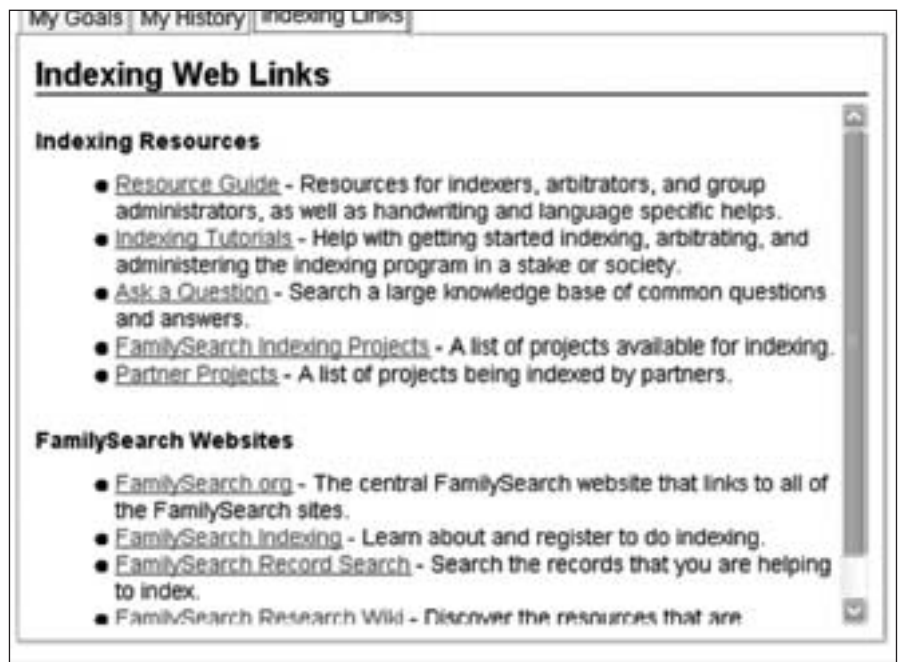 My Goals My History Indexing Links
Indexing Web Links
Indexing Resources
Resource Guide - Resources for indexers, arbitrators, and group
administrators, as well as handwriting and language specific helps.
Indexing Tutorials - Help with getting started indexing, arbitrating, and
administering the indexing program in a stake or society.
Ask a Question - Search a large knowledge base of common questions
and answers.
FamilySearch Indexing Projects - A list of projects available for indexing.
Partner Projects - A list of projects being indexed by partners.
FamilySearch Websites
FamilySearch.org - The central FamilySearch website that links to all of
the FamilySearch sites.
FamilySearch Indexing - Learn about and register to do indexing.
FamilySearch Record Search - Search the records that you are helping
to index.
FamilySearch Research Wiki - Discover the resources that are